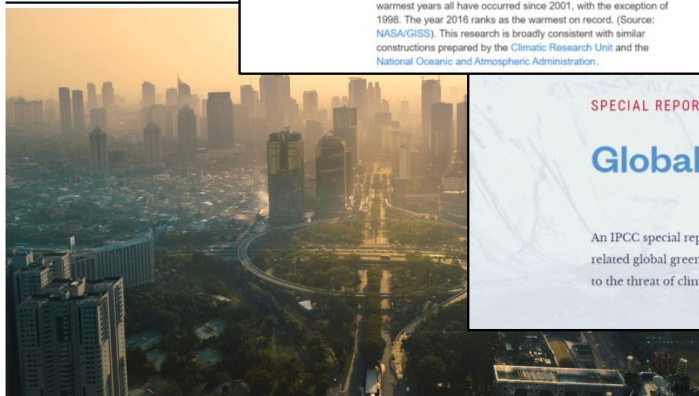 warmest years all have occurred since 2001, with the exception of
1998. The year 2016 ranks as the warmest on record. (Source:
NASA/GISS). This research is broadly consistent with similar
constructions prepared by the Climatic Research Unit and the
National Oceanic and Atmospheric Administration.
SPECIAL REPOR
Global
An IPCC special rep
related global green
to the threat of clim